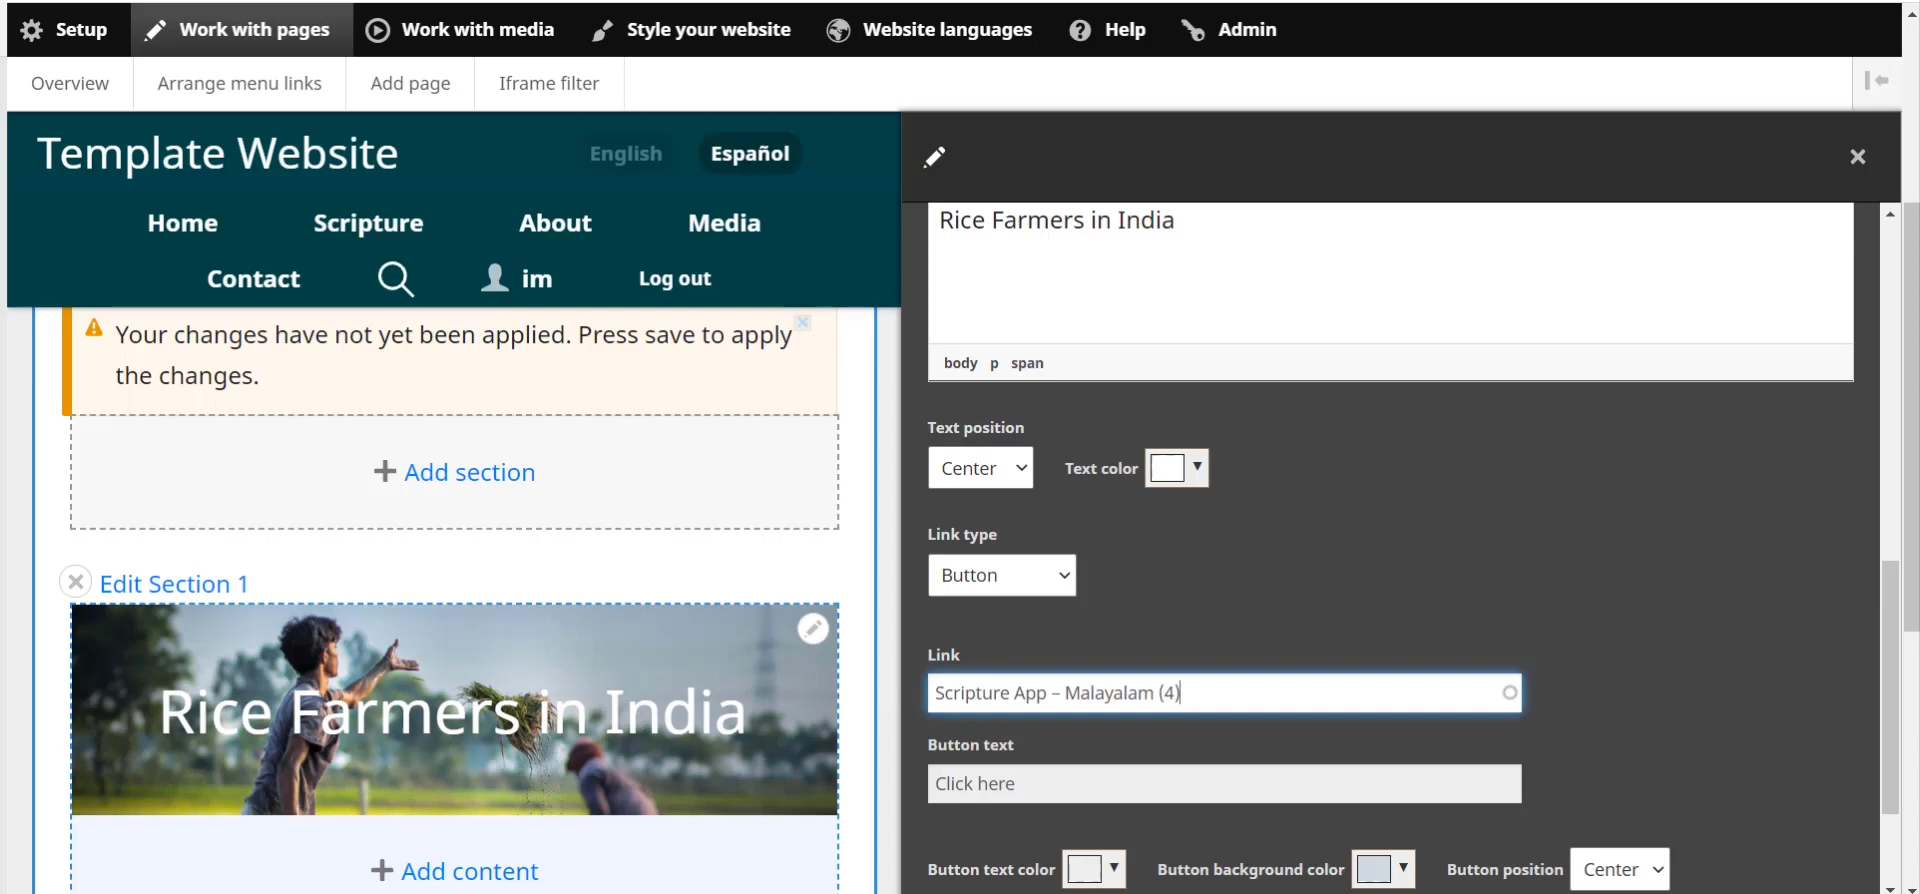 Setup
Work with pages
Work with media
Style your website
Website languages
Help
Admin
Overview
Arrange menu links
Add page
Iframe filter
Template Website
English
Español
Home
Scripture
About
Media
Contact
im
Log out
Your changes have not yet been applied. Press save to apply
the changes.
Add section
Edit Section 1
Rice Farmers in India
Add content
Rice Farmers in India
body p span
Text position
Center
Text color
Link type
Button
Link
Scripture App – Malayalam (4)
Button text
Click here
Button text color
Button background color
Button position
Center